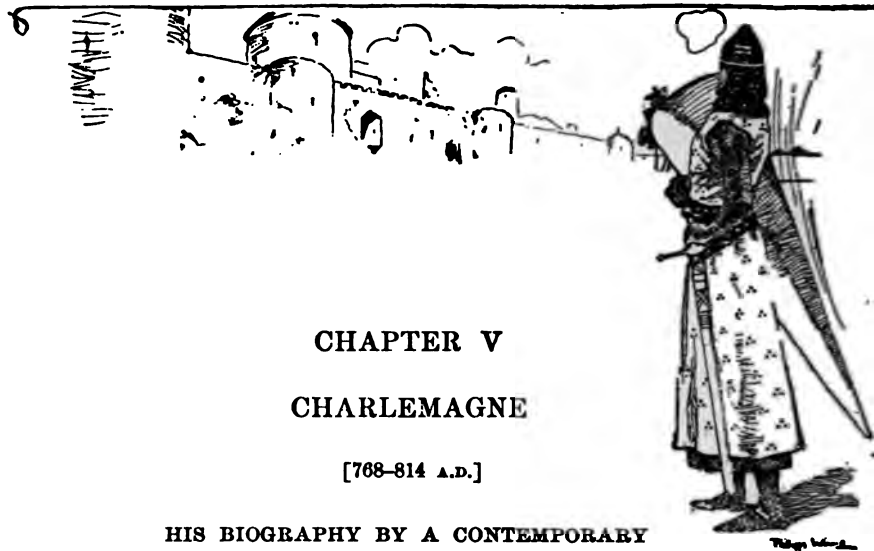 CHAPTER V
CHARLEMAGNE
[768–814 A.D.]
HIS BIOGRAPHY BY A CONTEMPORARY